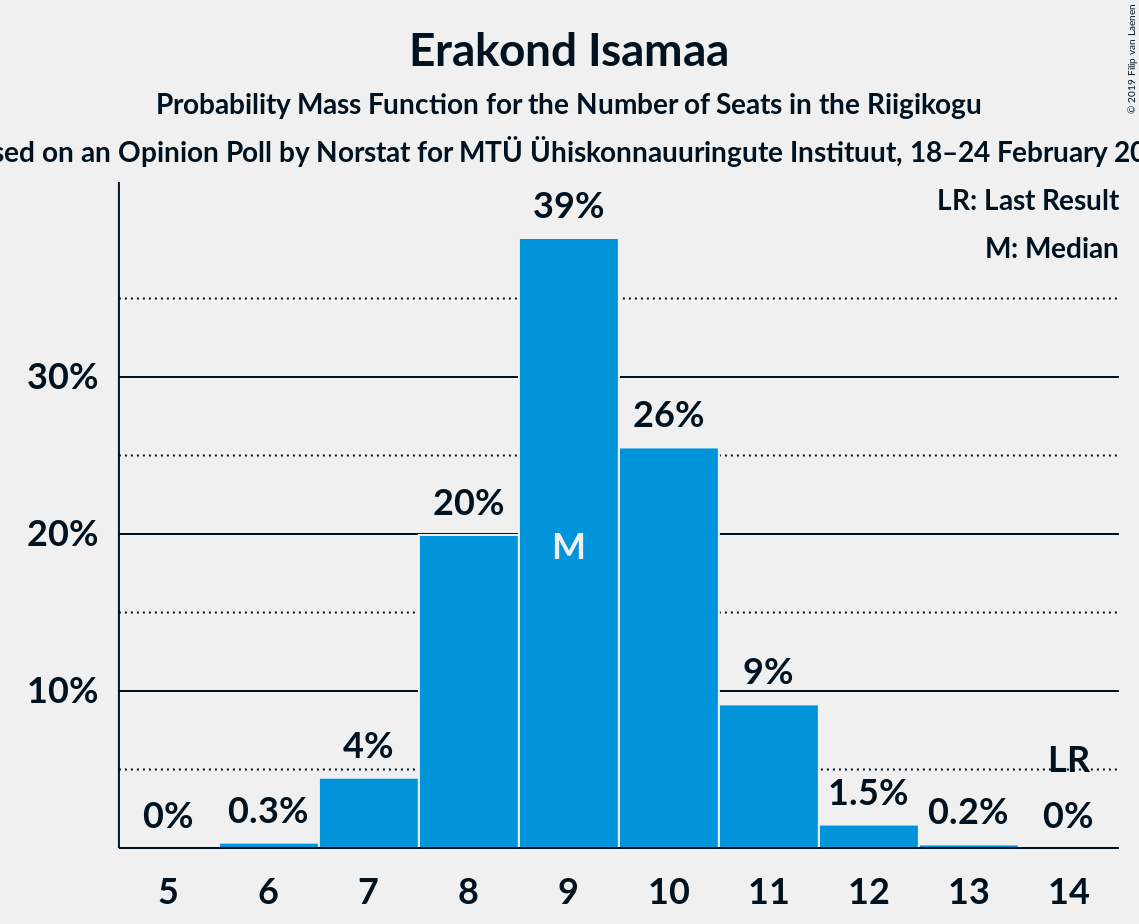 Erakond Isamaa
Probability Mass Function for the Number of Seats in the Riigikogu
on an Opinion Poll by Norstat for MTÜ Ühiskonnauuringute Instituut, 18–24 February
© 2019 Filip van Laenen
LR: Last Result
M: Median
39%
30%
26%
20%
20%
M
10%
9%
4%
LR
1.5%
0%
0.3%
0.2%
0%
5 6 7 8 9 10 11 12 13 14